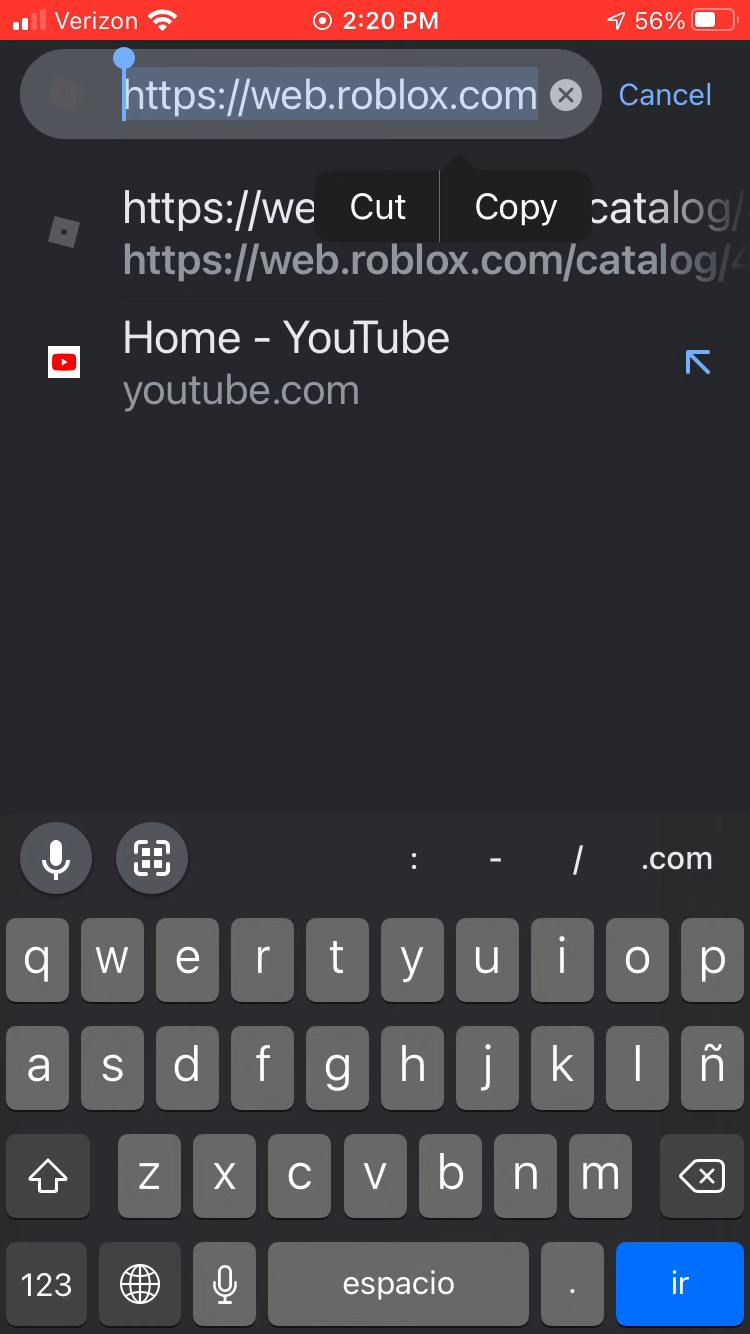 Verizon 2:20 PM 56%
https://web.roblox.com Cancel
Cut Copy
https://we catalog/
https://web.roblox.com/catalog/
Home - YouTube
youtube.com
: - / .com
q w e r t y u i o p
a s d f g h j k l ñ
z x c v b n m
123 espacio . ir